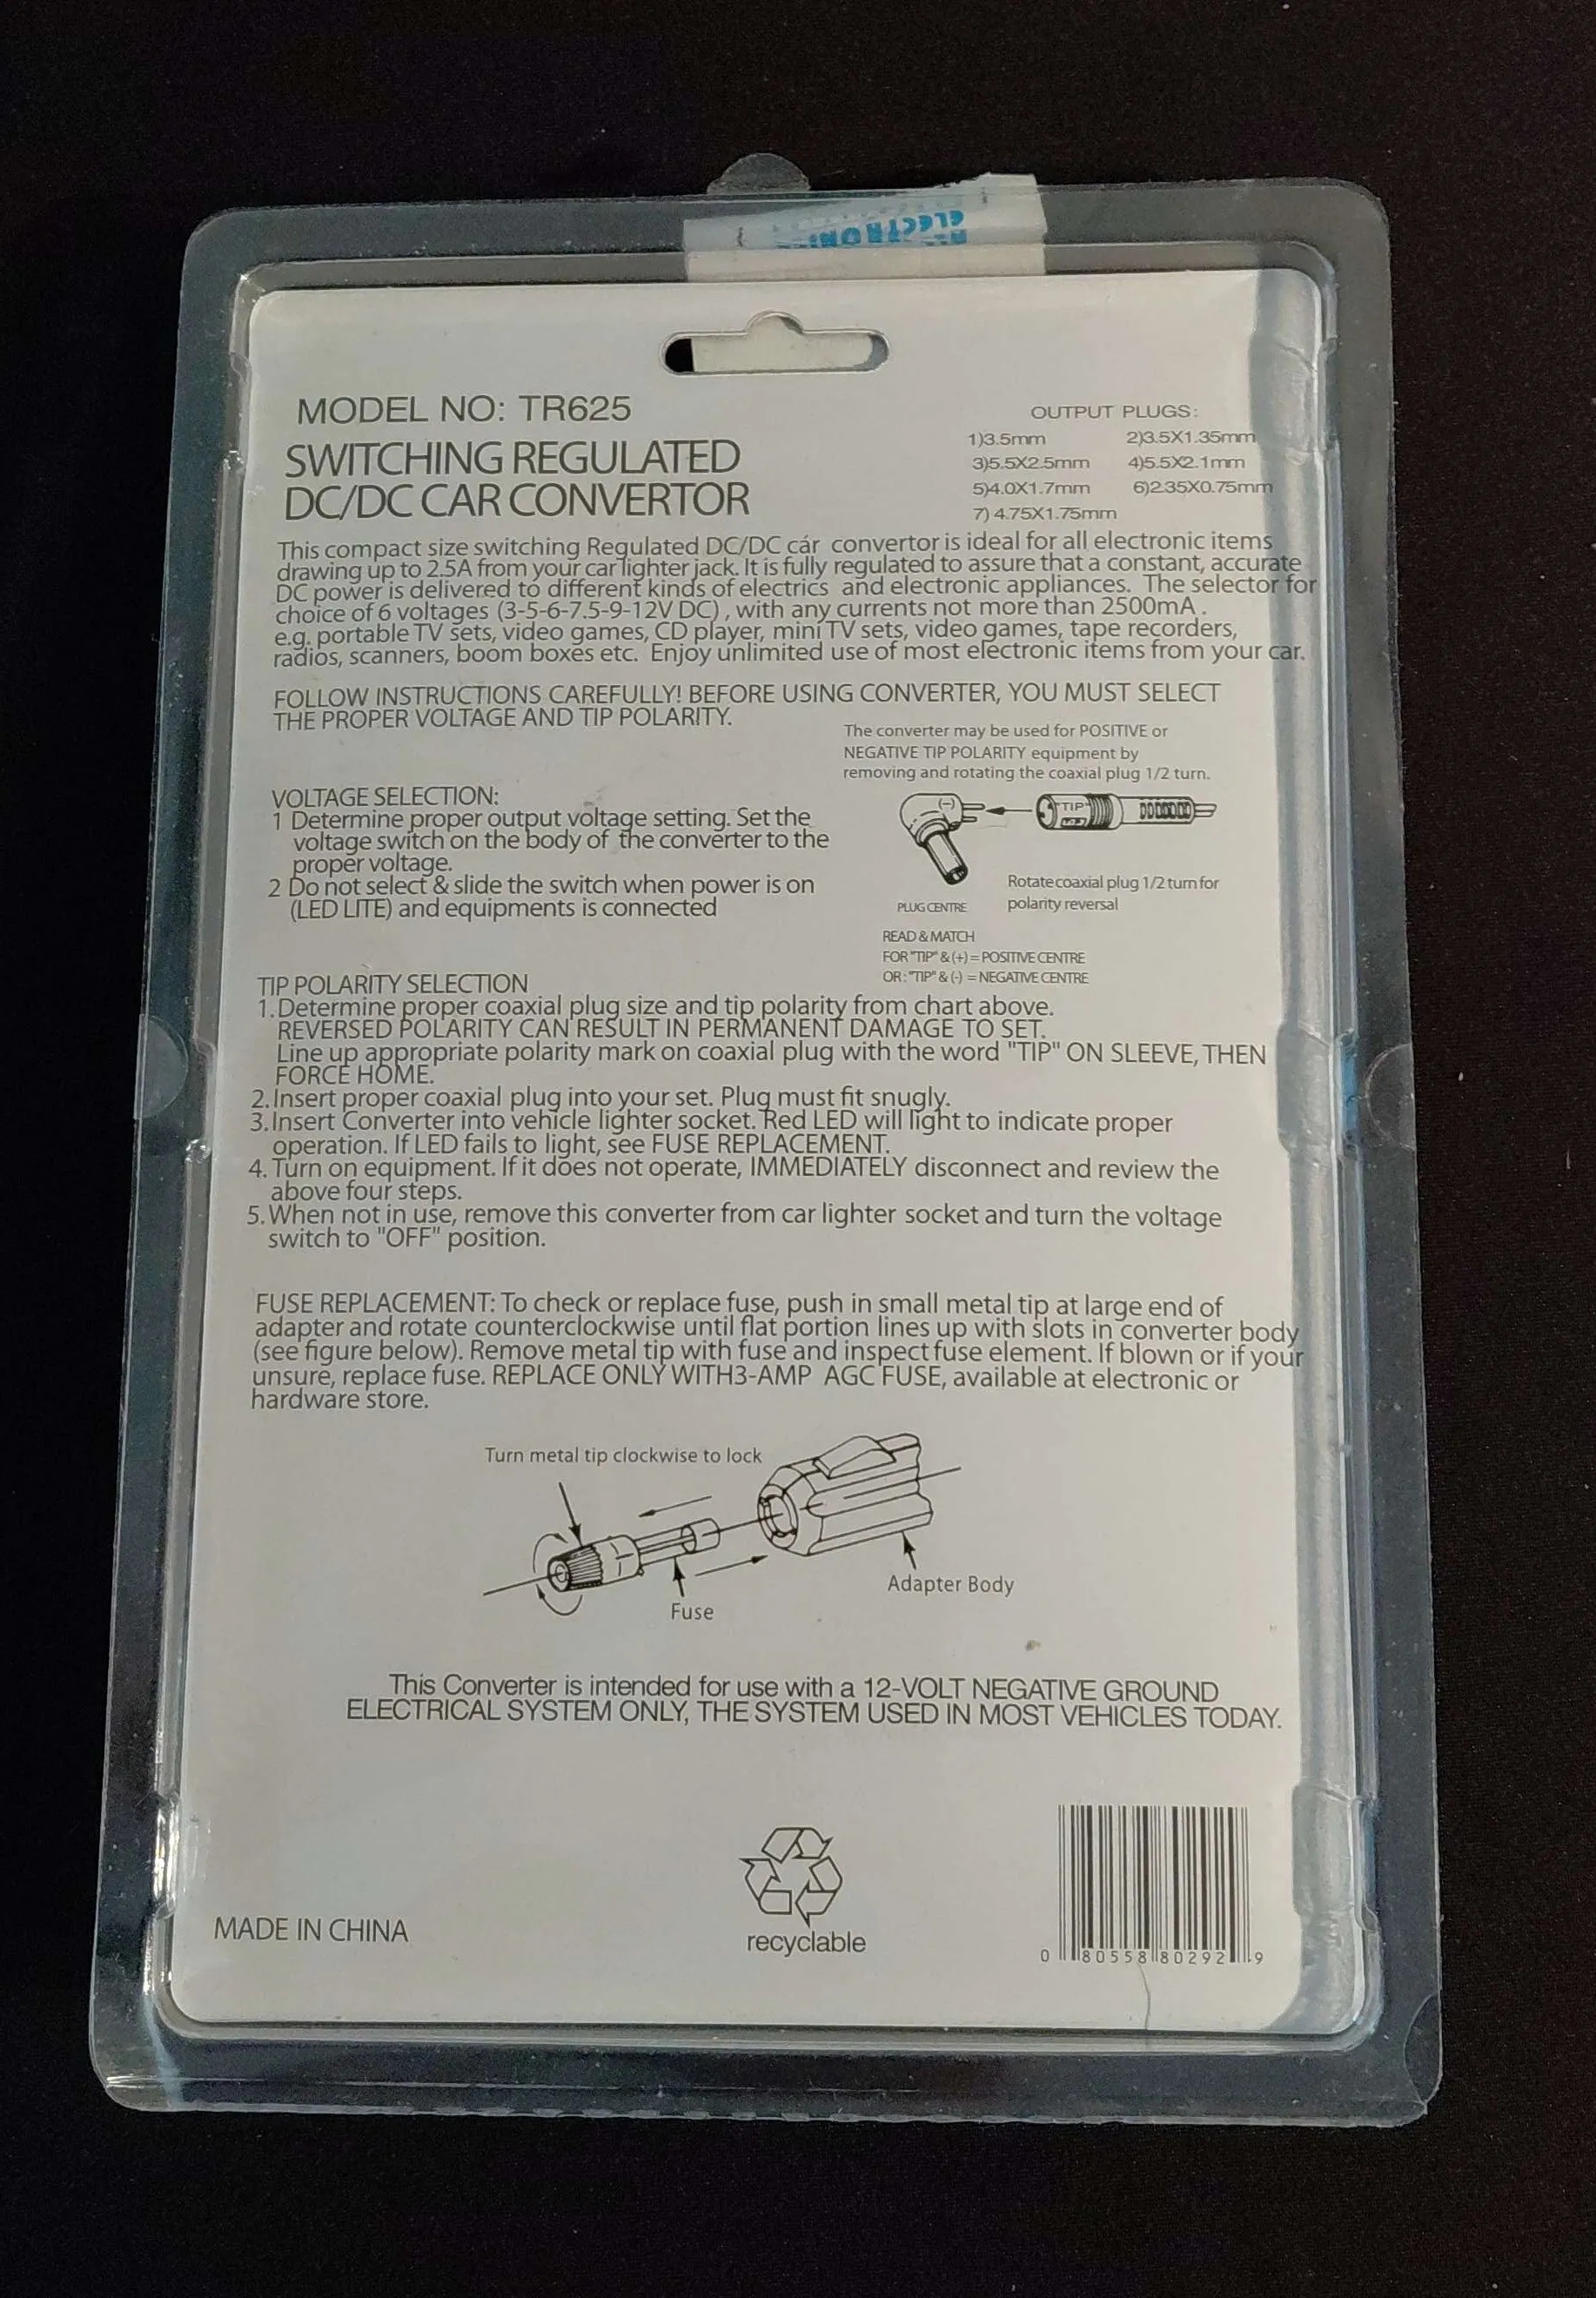 ELECTRONI
MODEL NO: TR625
SWITCHING REGULATED
DC/DC CAR CONVERTOR
OUTPUT PLUGS:
1)3.5mm 2)3.5X1.35mm
3)5.5X2.5mm 4)5.5X2.1mm
5)4.0X1.7mm 6)2.35X0.75mm
7) 4.75X1.75mm
This compact size switching Regulated DC/DC cár convertor is ideal for all electronic items
drawing up to 2.5A from your car lighter jack. It is fully regulated to assure that a constant, accurate
DC power is delivered to different kinds of electrics and electronic appliances. The selector for
choice of 6 voltages (3-5-6-7.5-9-12V DC) , with any currents not more than 2500mA .
e.g. portable TV sets, video games, CD player, mini TV sets, video games, tape recorders,
radios, scanners, boom boxes etc. Enjoy unlimited use of most electronic items from your car.
FOLLOW INSTRUCTIONS CAREFULLY! BEFORE USING CONVERTER, YOU MUST SELECT
THE PROPER VOLTAGE AND TIP POLARITY.
The converter may be used for POSITIVE or
NEGATIVE TIP POLARITY equipment by
removing and rotating the coaxial plug 1/2 turn.
VOLTAGE SELECTION:
1 Determine proper output voltage setting. Set the
voltage switch on the body of the converter to the
proper voltage.
2 Do not select & slide the switch when power is on
(LED LITE) and equipments is connected
(-)
TIP
Rotate coaxial plug 1/2 turn for
polarity reversal
PLUG CENTRE
READ & MATCH
FOR "TIP" & (+) = POSITIVE CENTRE
OR: "TIP" & (-) = NEGATIVE CENTRE
TIP POLARITY SELECTION
1. Determine proper coaxial plug size and tip polarity from chart above.
REVERSED POLARITY CAN RESULT IN PERMANENT DAMAGE TO SET.
Line up appropriate polarity mark on coaxial plug with the word "TIP" ON SLEEVE, THEN
FORCE HOME.
2. Insert proper coaxial plug into your set. Plug must fit snugly.
3. Insert Converter into vehicle lighter socket. Red LED will light to indicate proper
operation. If LED fails to light, see FUSE REPLACEMENT.
4. Turn on equipment. If it does not operate, IMMEDIATELY disconnect and review the
above four steps.
5. When not in use, remove this converter from car lighter socket and turn the voltage
switch to "OFF" position.
FUSE REPLACEMENT: To check or replace fuse, push in small metal tip at large end of
adapter and rotate counterclockwise until flat portion lines up with slots in converter body
(see figure below). Remove metal tip with fuse and inspect fuse element. If blown or if your
unsure, replace fuse. REPLACE ONLY WITH3-AMP AGC FUSE, available at electronic or
hardware store.
Turn metal tip clockwise to lock
Adapter Body
Fuse
This Converter is intended for use with a 12-VOLT NEGATIVE GROUND
ELECTRICAL SYSTEM ONLY, THE SYSTEM USED IN MOST VEHICLES TODAY.
MADE IN CHINA
recyclable
0 80558 80292 9